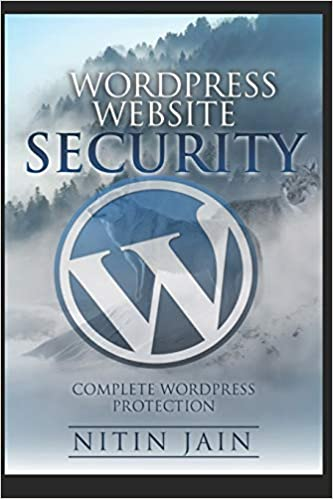 WORDPRESS
WEBSITE
SECURITY
W
COMPLETE WORDPRESS
PROTECTION
NITIN JAIN